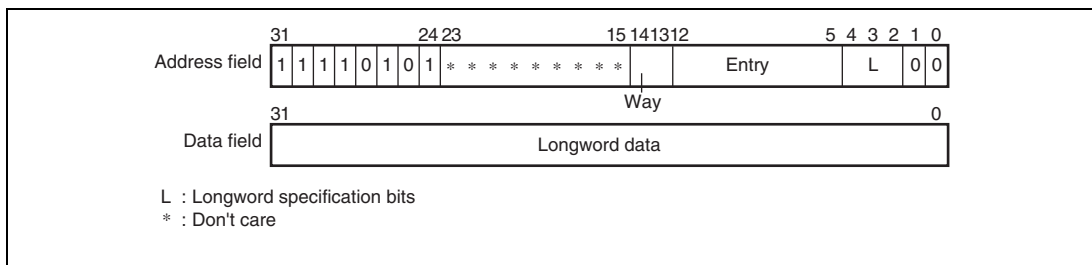 31 24 23 15 14 13 12 5 4 3 2 1 0
Address field 1 1 1 1 0 1 0 1 * * * * * * * * * Entry L 0 0
Way
31 0
Data field Longword data
L : Longword specification bits
* : Don't care